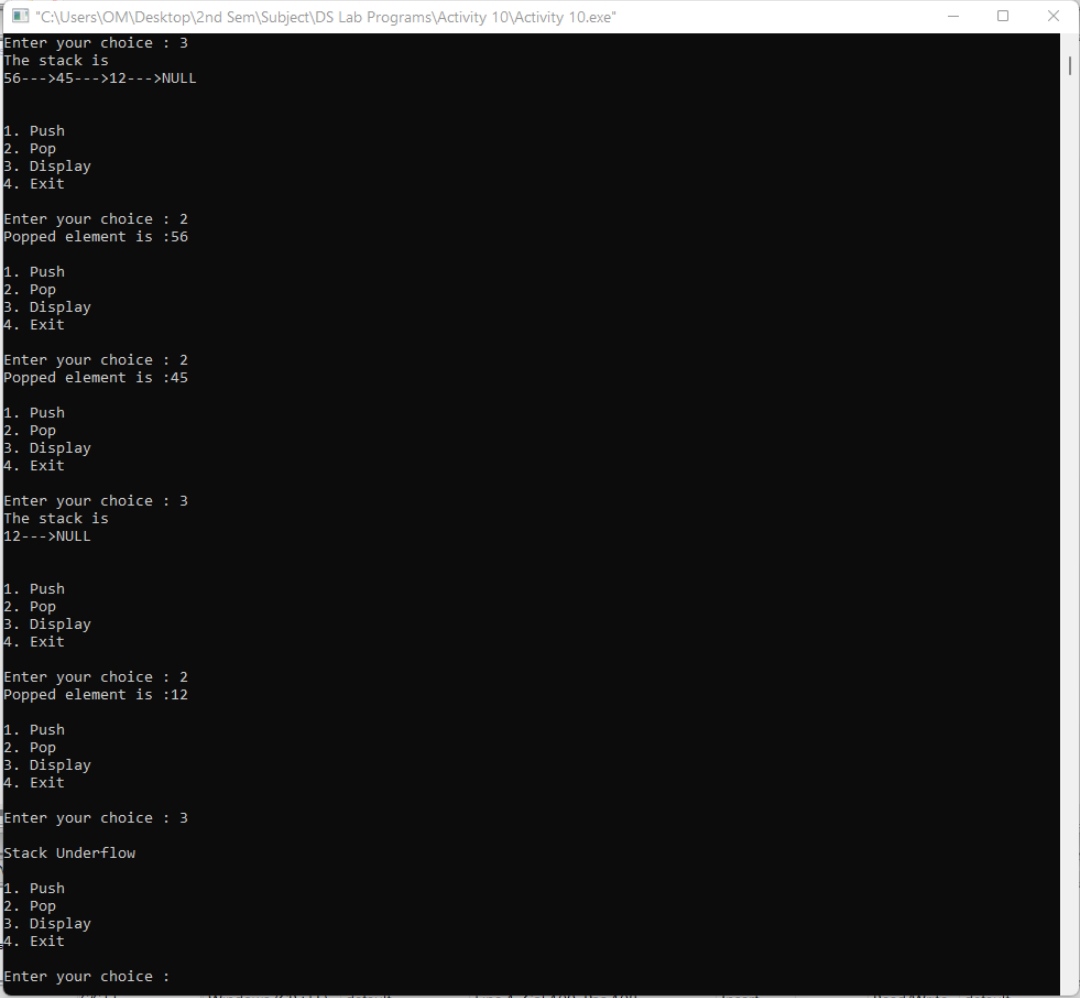 "C:\Users\OM\Desktop\2nd Sem\Subject\DS Lab Programs\Activity 10\Activity 10.exe"
Enter your choice : 3
The stack is
56--->45--->12--->NULL
1. Push
2. Pop
3. Display
4. Exit
Enter your choice : 2
Popped element is :56
1. Push
2. Pop
3. Display
4. Exit
Enter your choice : 2
Popped element is :45
1. Push
2. Pop
3. Display
4. Exit
Enter your choice : 3
The stack is
12--->NULL
1. Push
2. Pop
3. Display
4. Exit
Enter your choice : 2
Popped element is :12
1. Push
2. Pop
3. Display
4. Exit
Enter your choice : 3
Stack Underflow
1. Push
2. Pop
3. Display
4. Exit
Enter your choice :